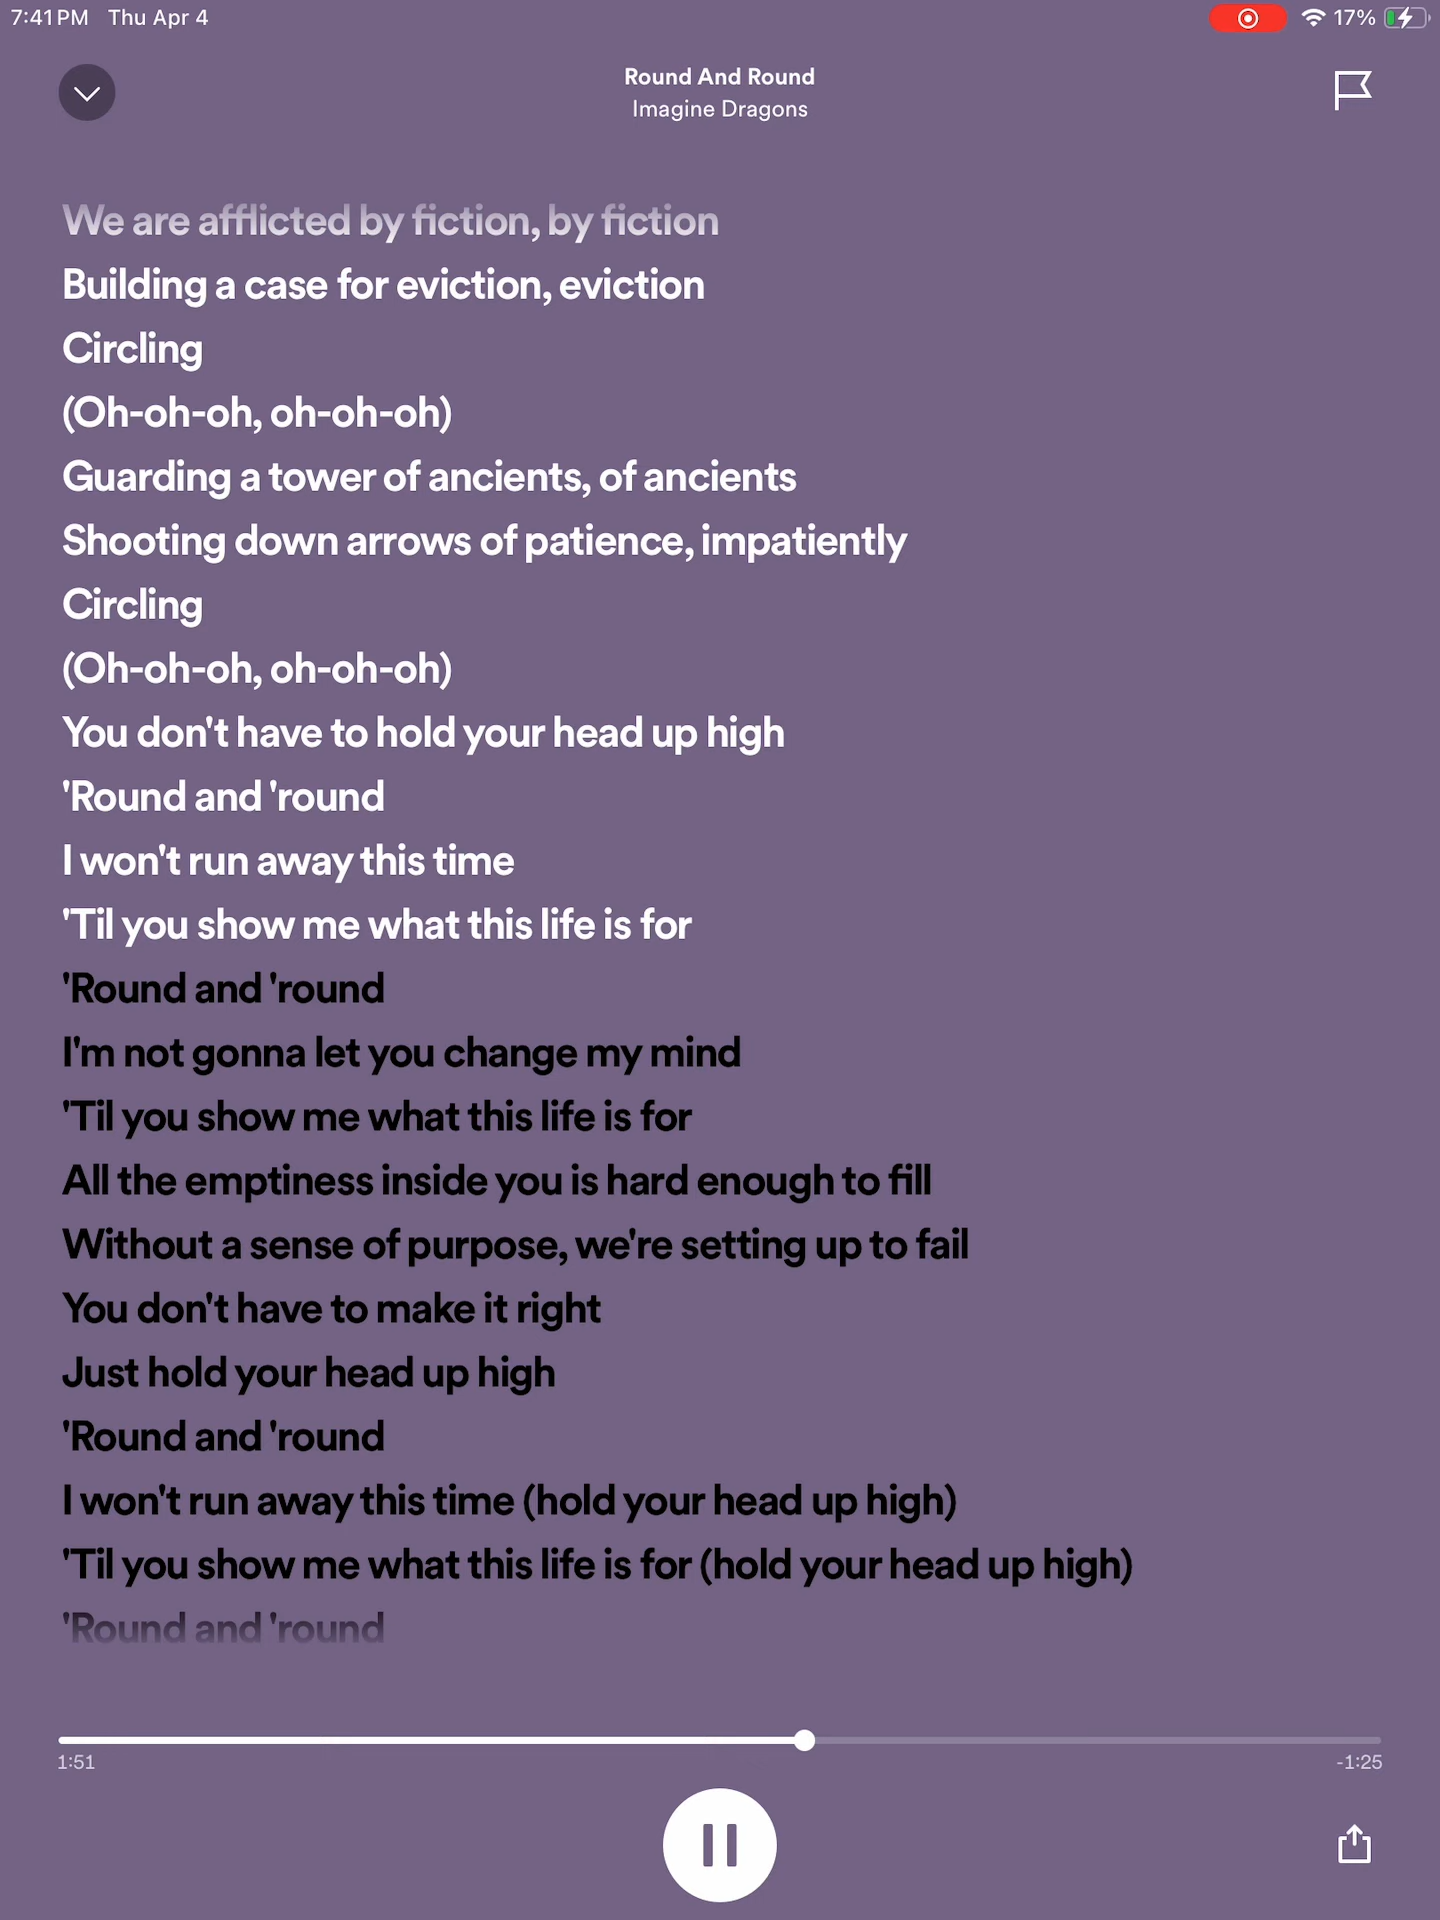 7:41 PM Thu Apr 4 17%
Round And Round
Imagine Dragons
We are afflicted by fiction, by fiction
Building a case for eviction, eviction
Circling
(Oh-oh-oh, oh-oh-oh)
Guarding a tower of ancients, of ancients
Shooting down arrows of patience, impatiently
Circling
(Oh-oh-oh, oh-oh-oh)
You don't have to hold your head up high
'Round and 'round
I won't run away this time
'Til you show me what this life is for
'Round and 'round
I'm not gonna let you change my mind
'Til you show me what this life is for
All the emptiness inside you is hard enough to fill
Without a sense of purpose, we're setting up to fail
You don't have to make it right
Just hold your head up high
'Round and 'round
I won't run away this time (hold your head up high)
'Til you show me what this life is for (hold your head up high)
'Round and 'round
1:51 -1:25